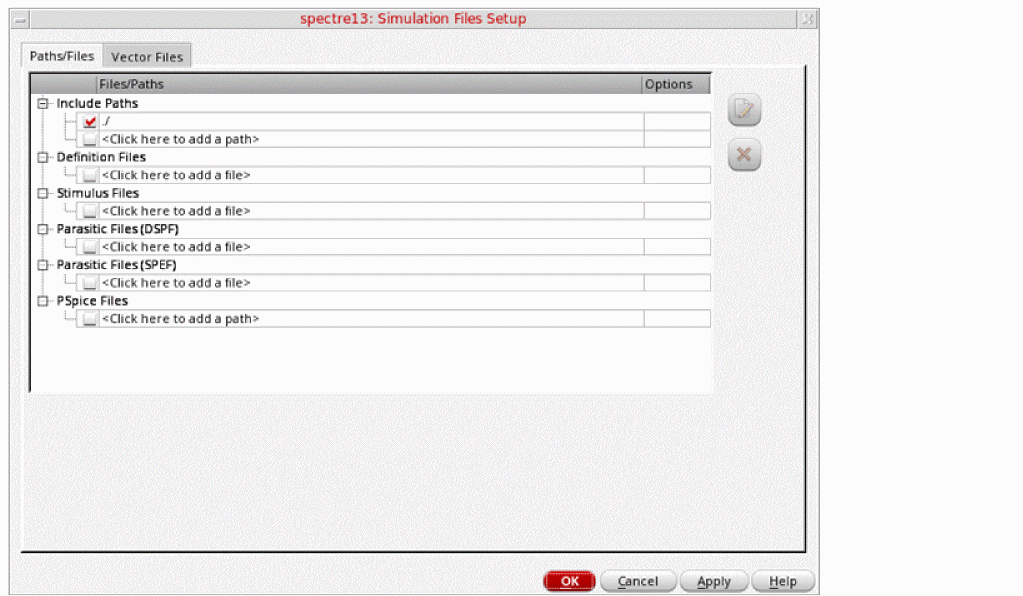 spectre13: Simulation Files Setup
Paths/Files Vector Files
Files/Paths Options
Include Paths
./
<Click here to add a path>
Definition Files
<Click here to add a file>
Stimulus Files
<Click here to add a file>
Parasitic Files (DSPF)
<Click here to add a file>
Parasitic Files (SPEF)
<Click here to add a file>
PSpice Files
<Click here to add a path>
OK Cancel Apply Help